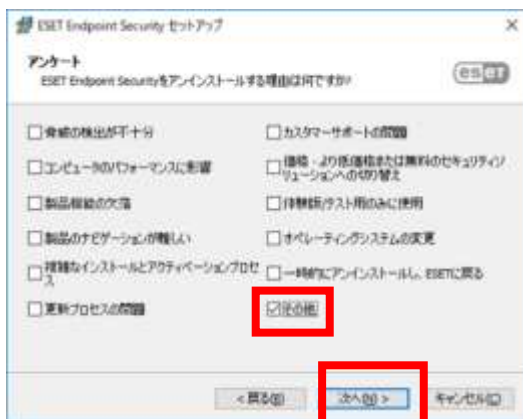 ESET Endpoint Security セットアップ
アンケート
ESET Endpoint Securityをアンインストールする理由は何ですか?
eset
脅威の検出が不十分
カスタマーサポートの問題
コンピュータのパフォーマンスに影響
価格 - より低価格または無料のセキュリティソ
リューションへの切り替え
製品機能の欠落
体験版/テスト用のみに使用
製品のナビゲーションが難しい
オペレーティングシステムの変更
複雑なインストールとアクティベーションプロセ
ス
一時的にアンインストールし、ESETに戻る
更新プロセスの問題
その他
< 戻る(B)
次へ(N) >
キャンセル(C)